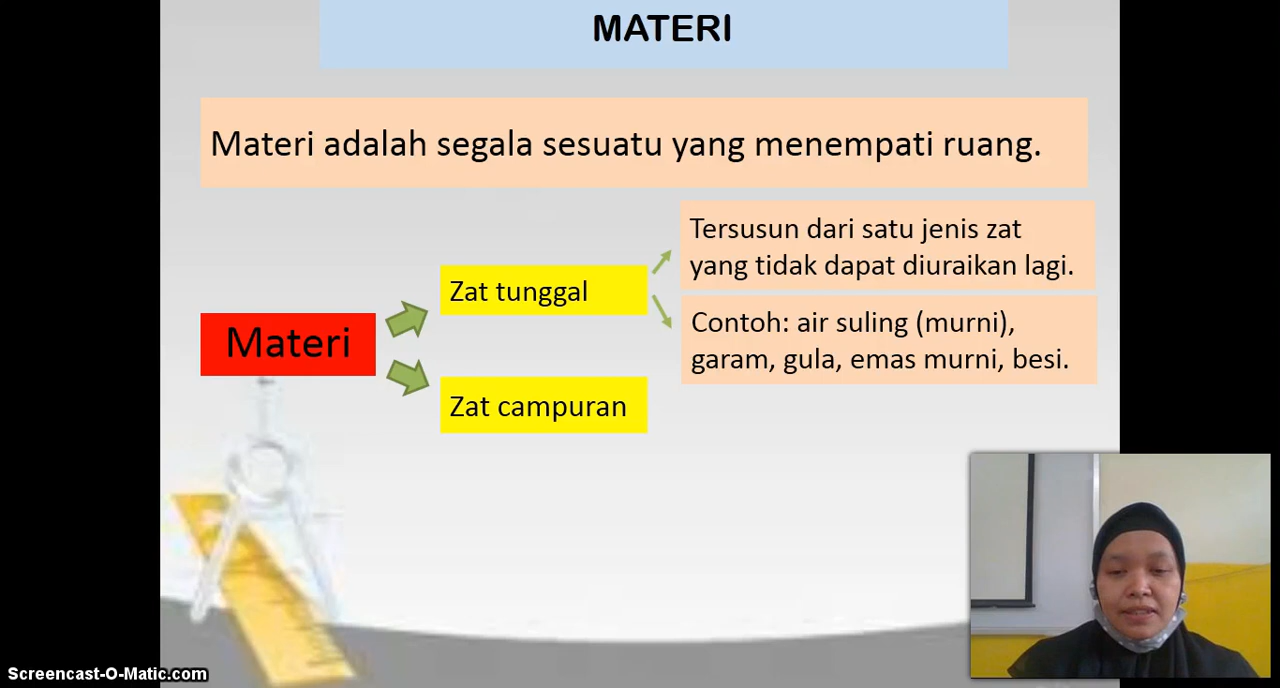 MATERI
Materi adalah segala sesuatu yang menempati ruang.
Tersusun dari satu jenis zat
yang tidak dapat diuraikan lagi.
Zat tunggal
Contoh: air suling (murni),
garam, gula, emas murni, besi.
Materi
Zat campuran
Screencast-O-Matic.com